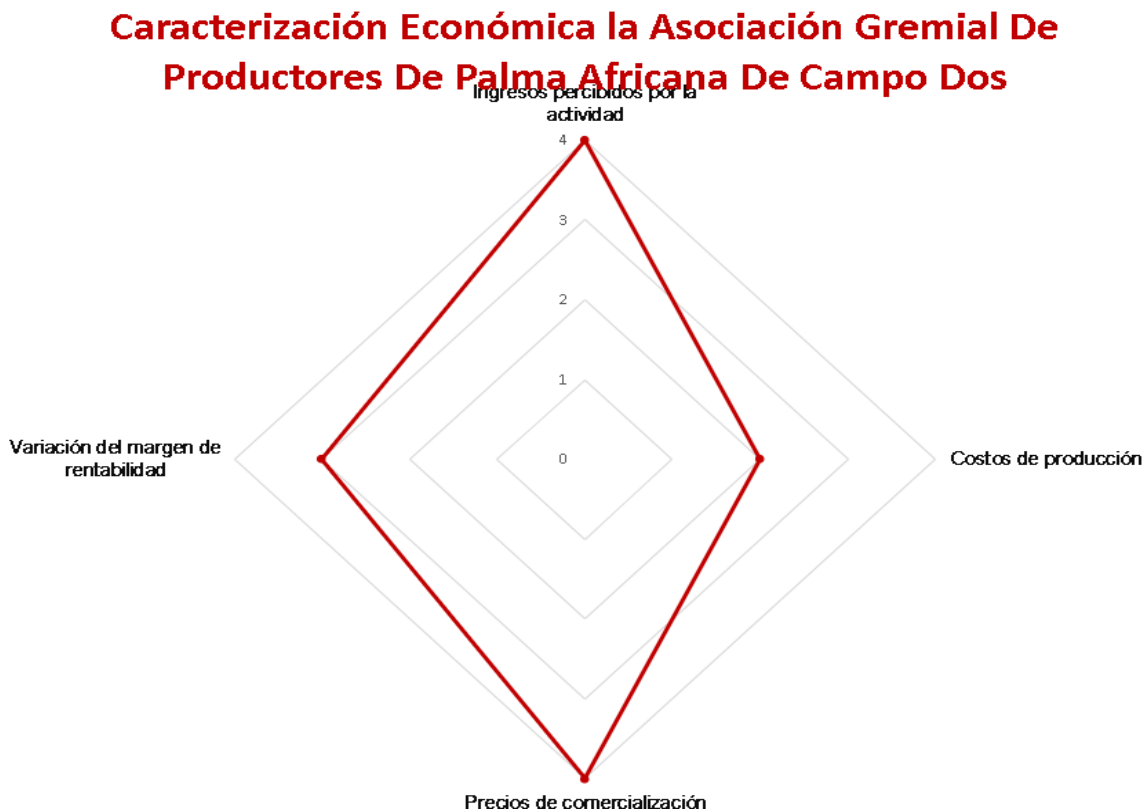 Caracterización Económica la Asociación Gremial De
Productores De Palma Africana De Campo Dos
Ingresos percibidos por la
actividad
4
3
2
1
0
Variación del margen de
rentabilidad
Costos de producción
Precios de comercialización